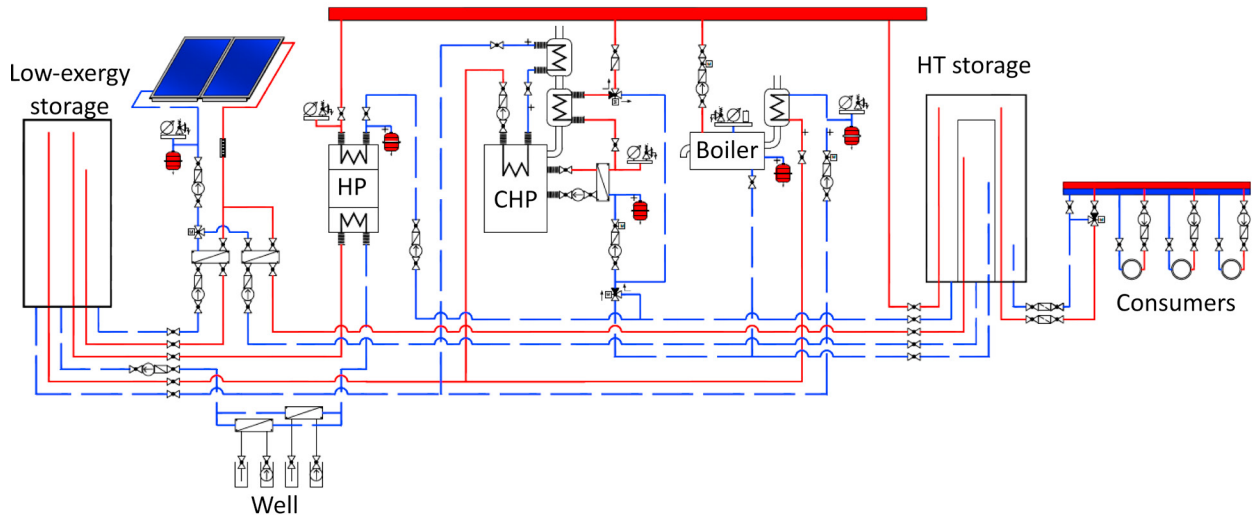 Low-exergy
storage
HP
CHP
Boiler
HT storage
Consumers
Well